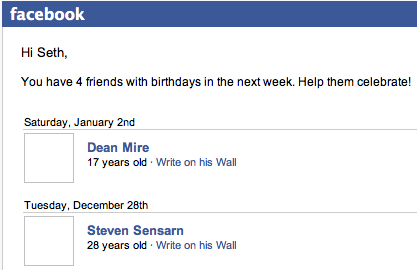 facebook
Hi Seth,
You have 4 friends with birthdays in the next week. Help them celebrate!
Saturday, January 2nd
Dean Mire
17 years old · Write on his Wall
Tuesday, December 28th
Steven Sensarn
28 years old · Write on his Wall